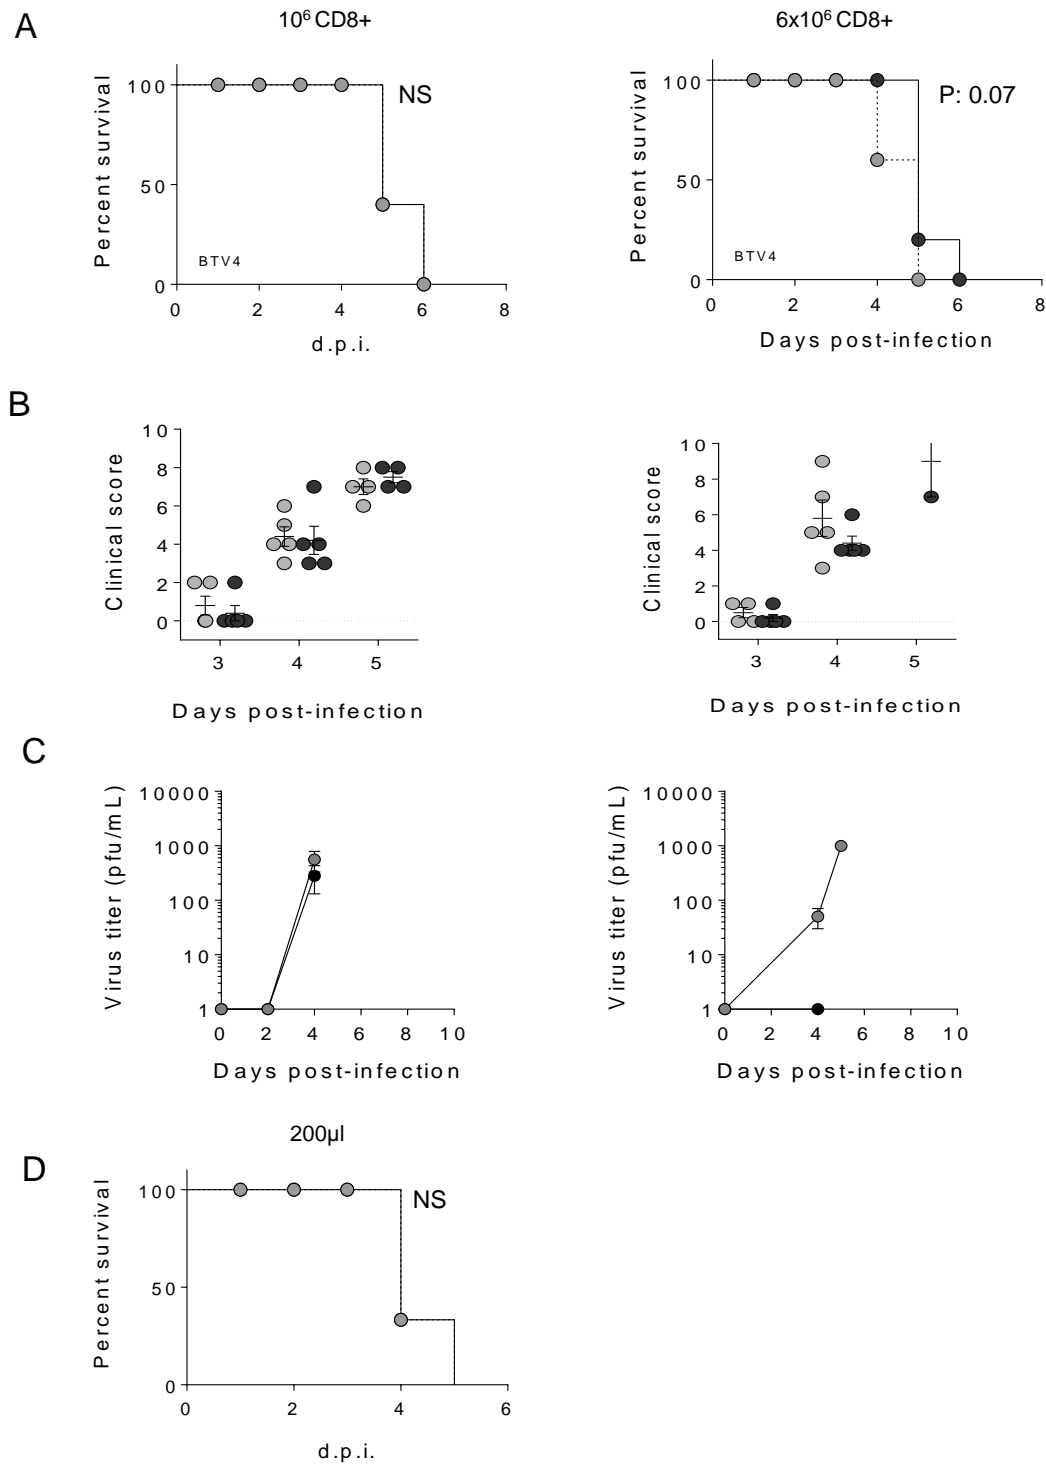 A
10⁶ CD8+
6x10⁶ CD8+
Percent survival
100
50
0
NS
BTV4
0 2 4 6 8
d.p.i.
Percent survival
100
50
0
P: 0.07
BTV4
0 2 4 6 8
Days post-infection
B
Clinical score
10
8
6
4
2
0
3 4 5
Days post-infection
Clinical score
10
8
6
4
2
0
3 4 5
Days post-infection
C
Virus titer (pfu/mL)
10000
1000
100
10
1
0 2 4 6 8 10
Days post-infection
Virus titer (pfu/mL)
10000
1000
100
10
1
0 2 4 6 8 10
Days post-infection
200µl
D
Percent survival
100
50
0
NS
0 2 4 6
d.p.i.